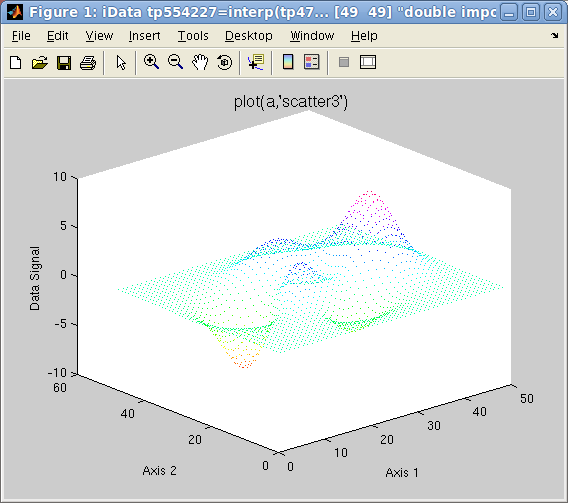 Figure 1: iData tp554227=interp(tp47... [49 49] "double impo
File Edit View Insert Tools Desktop Window Help
plot(a,'scatter3')
10
5
0
-5
-10
Data Signal
60
40
20
0
Axis 2
0
10
20
30
40
50
Axis 1